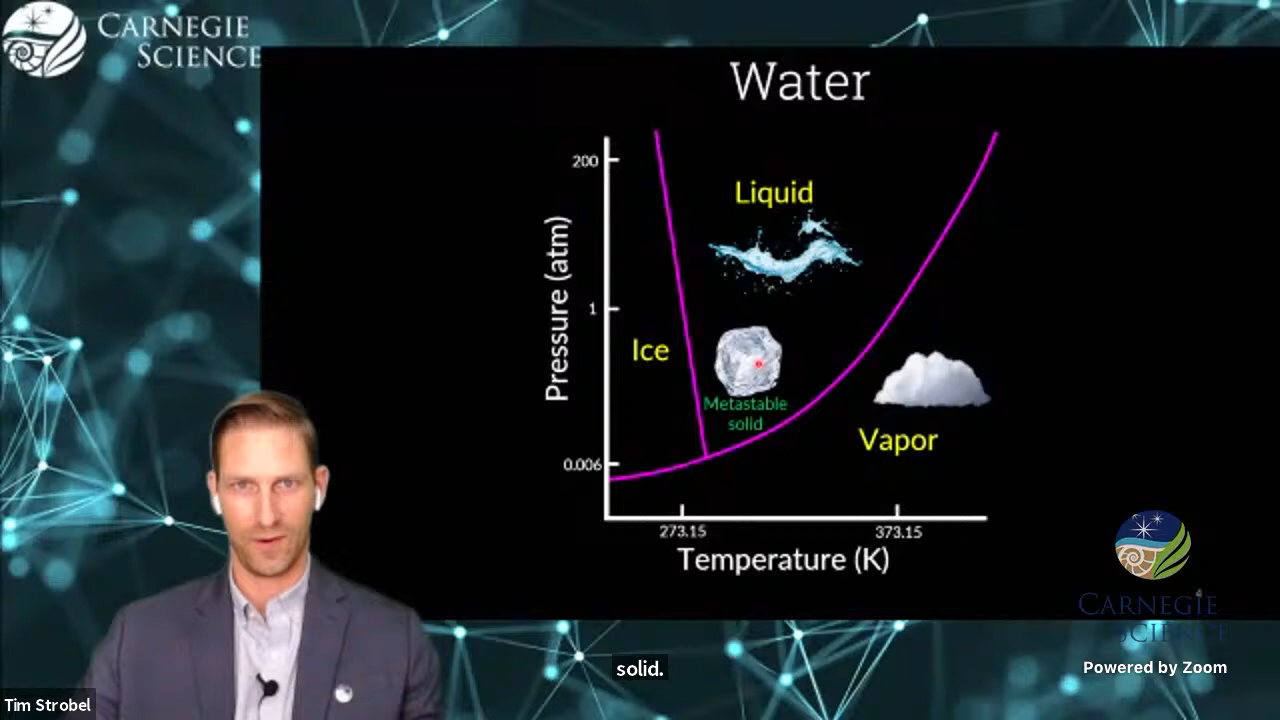 CARNEGIE
SCIENCE
Water
200
Liquid
Pressure (atm)
1
Ice
Metastable
solid
Vapor
0.006
273.15
373.15
Temperature (K)
CARNEGIE
SCIENCE
Powered by Zoom
solid.
Tim Strobel